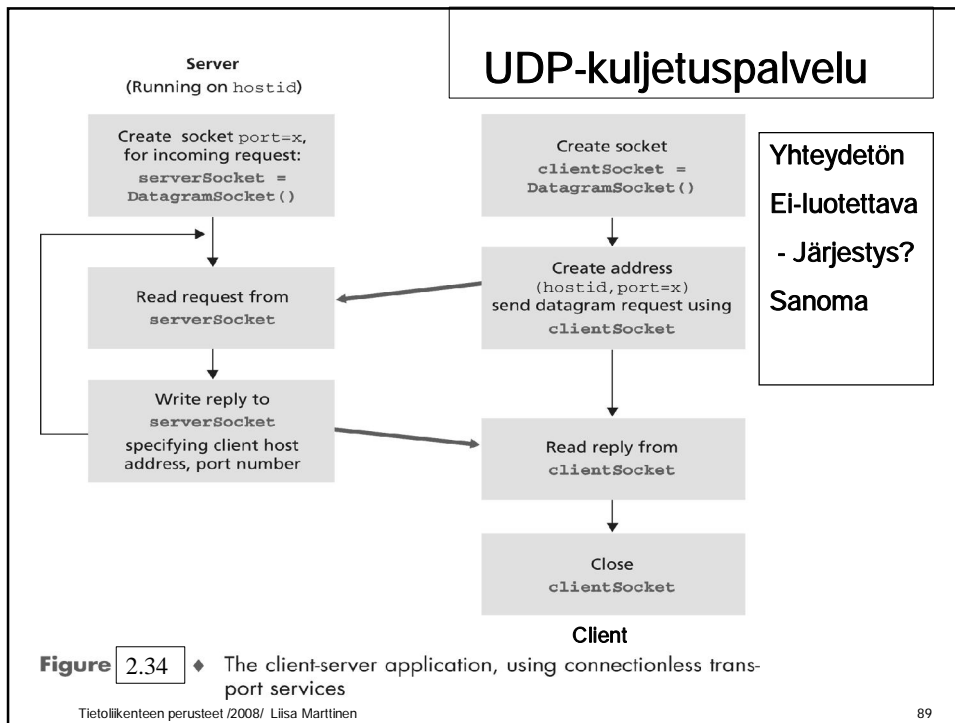 UDP-kuljetuspalvelu
Server
(Running on hostid)
Create socket port=x,
for incoming request:
serverSocket =
DatagramSocket()
Read request from
serverSocket
Write reply to
serverSocket
specifying client host
address, port number
Create socket
clientSocket =
DatagramSocket()
Create address
(hostid,port=x)
send datagram request using
clientSocket
Read reply from
clientSocket
Close
clientSocket
Client
Yhteydetön
Ei-luotettava
- Järjestys?
Sanoma
Figure 2.34 ♦ The client-server application, using connectionless trans-
port services
Tietoliikenteen perusteet /2008/ Liisa Marttinen
89